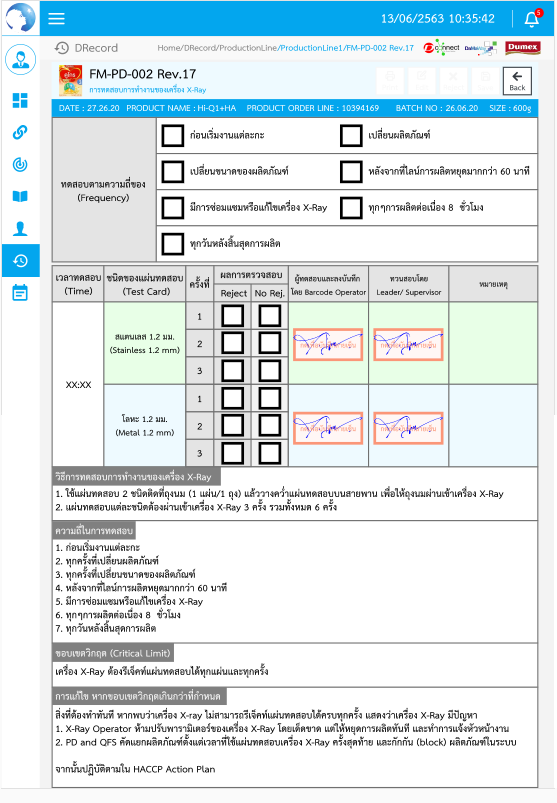 13/06/2563 10:35:42
5
DRecord
Home/DRecord/ProductionLine/ProductionLine1/FM-PD-002 Rev.17
Dumex
FM-PD-002 Rev.17
การทดสอบการทำงานของเครื่อง X-Ray
Back
DATE : 27.26.20 PRODUCT NAME : Hi-Q1+HA PRODUCT ORDER LINE : 10394169 BATCH NO : 26.06.20 SIZE : 600g
ทดสอบตามความถี่ของ
(Frequency)
ก่อนเริ่มงานแต่ละกะ
เปลี่ยนผลิตภัณฑ์
เปลี่ยนขนาดของผลิตภัณฑ์
หลังจากที่ไลน์การผลิตหยุดมากกว่า 60 นาที
มีการซ่อมแซมหรือแก้ไขเครื่อง X-Ray
ทุกๆการผลิตต่อเนื่อง 8 ชั่วโมง
ทุกวันหลังสิ้นสุดการผลิต
เวลาทดสอบ
(Time)
ชนิดของแผ่นทดสอบ
(Test Card)
ครั้งที่
ผลการตรวจสอบ
Reject
No Rej.
ผู้ทดสอบและลงบันทึก
โดย Barcode Operator
ทวนสอบโดย
Leader/ Supervisor
หมายเหตุ
XX:XX
สแตนเลส 1.2 มม.
(Stainless 1.2 mm)
1
2
3
โลหะ 1.2 มม.
(Metal 1.2 mm)
1
2
3
วิธีการทดสอบการทำงานของเครื่อง X-Ray
1. ใช้แผ่นทดสอบ 2 ชนิดติดที่ถุงนม (1 แผ่น/1 ถุง) แล้ววางคว่ำแผ่นทดสอบบนสายพาน เพื่อให้ถุงนมผ่านเข้าเครื่อง X-Ray
2. แผ่นทดสอบแต่ละชนิดต้องผ่านเข้าเครื่อง X-Ray 3 ครั้ง รวมทั้งหมด 6 ครั้ง
ความถี่ในการทดสอบ
1. ก่อนเริ่มงานแต่ละกะ
2. ทุกครั้งที่เปลี่ยนผลิตภัณฑ์
3. ทุกครั้งที่เปลี่ยนขนาดของผลิตภัณฑ์
4. หลังจากที่ไลน์การผลิตหยุดมากกว่า 60 นาที
5. มีการซ่อมแซมหรือแก้ไขเครื่อง X-Ray
6. ทุกๆการผลิตต่อเนื่อง 8 ชั่วโมง
7. ทุกวันหลังสิ้นสุดการผลิต
ขอบเขตวิกฤต (Critical Limit)
เครื่อง X-Ray ต้องรีเจ็คท์แผ่นทดสอบได้ทุกแผ่นและทุกครั้ง
การแก้ไข หากขอบเขตวิกฤตเกินกว่าที่กำหนด
สิ่งที่ต้องทำทันที หากพบว่าเครื่อง X-ray ไม่สามารถรีเจ็คท์แผ่นทดสอบได้ครบทุกครั้ง แสดงว่าเครื่อง X-Ray มีปัญหา
1. X-Ray Operator ห้ามปรับพารามิเตอร์ของเครื่อง X-Ray โดยเด็ดขาด แต่ให้หยุดการผลิตทันที และทำการแจ้งหัวหน้างาน
2. PD and QFS คัดแยกผลิตภัณฑ์ตั้งแต่เวลาที่ใช้แผ่นทดสอบเครื่อง X-Ray ครั้งสุดท้าย และกักกัน (block) ผลิตภัณฑ์ในระบบ
จากนั้นปฏิบัติตามใน HACCP Action Plan